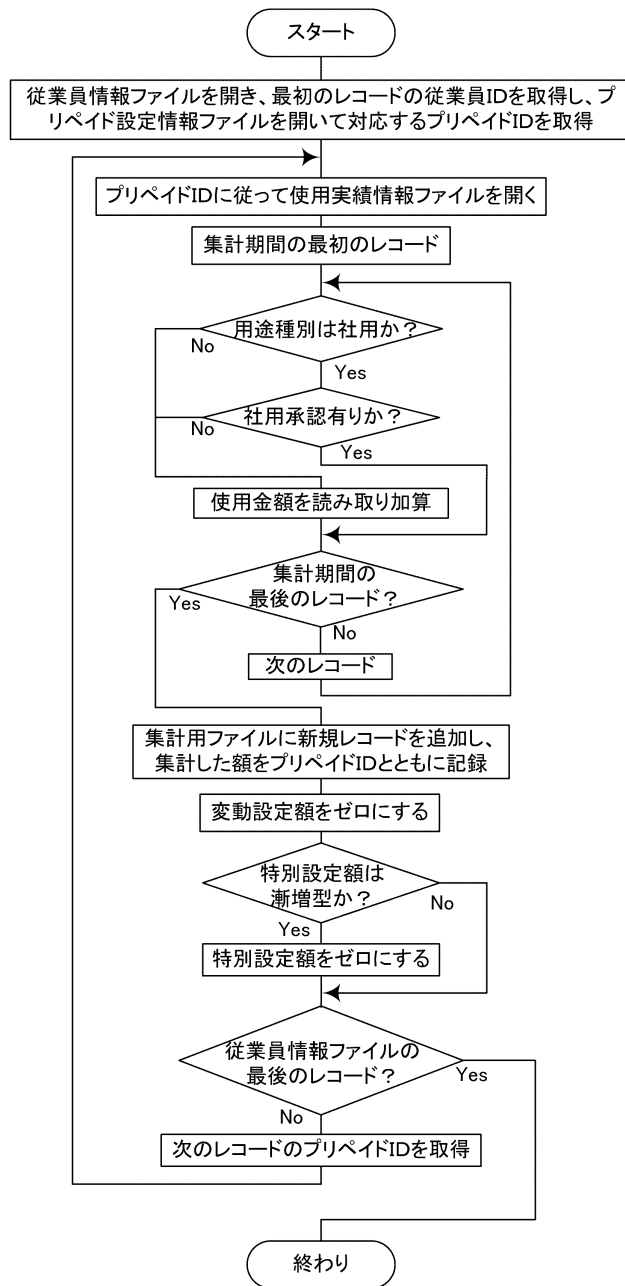 スタート
従業員情報ファイルを開き、最初のレコードの従業員IDを取得し、プ
リペイド設定情報ファイルを開いて対応するプリペイドIDを取得
プリペイドIDに従って使用実績情報ファイルを開く
集計期間の最初のレコード
用途種別は社用か？
No
Yes
社用承認有りか？
No
Yes
使用金額を読み取り加算
集計期間の
最後のレコード？
Yes
No
次のレコード
集計用ファイルに新規レコードを追加し、
集計した額をプリペイドIDとともに記録
変動設定額をゼロにする
特別設定額は
漸増型か？
No
Yes
特別設定額をゼロにする
従業員情報ファイルの
最後のレコード？
Yes
No
次のレコードのプリペイドIDを取得
終わり